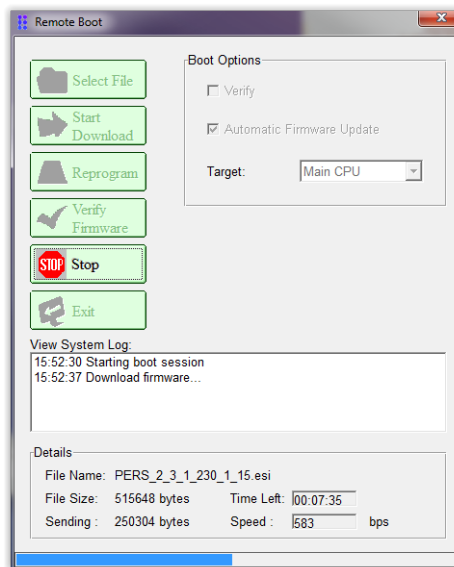 Remote Boot
Select File
Start
Download
Reprogram
Verify
Firmware
STOP Stop
Exit
Boot Options
Verify
Automatic Firmware Update
Target: Main CPU
View System Log:
15:52:30 Starting boot session
15:52:37 Download firmware...
Details
File Name: PERS_2_3_1_230_1_15.esi
File Size: 515648 bytes Time Left: 00:07:35
Sending : 250304 bytes Speed : 583 bps